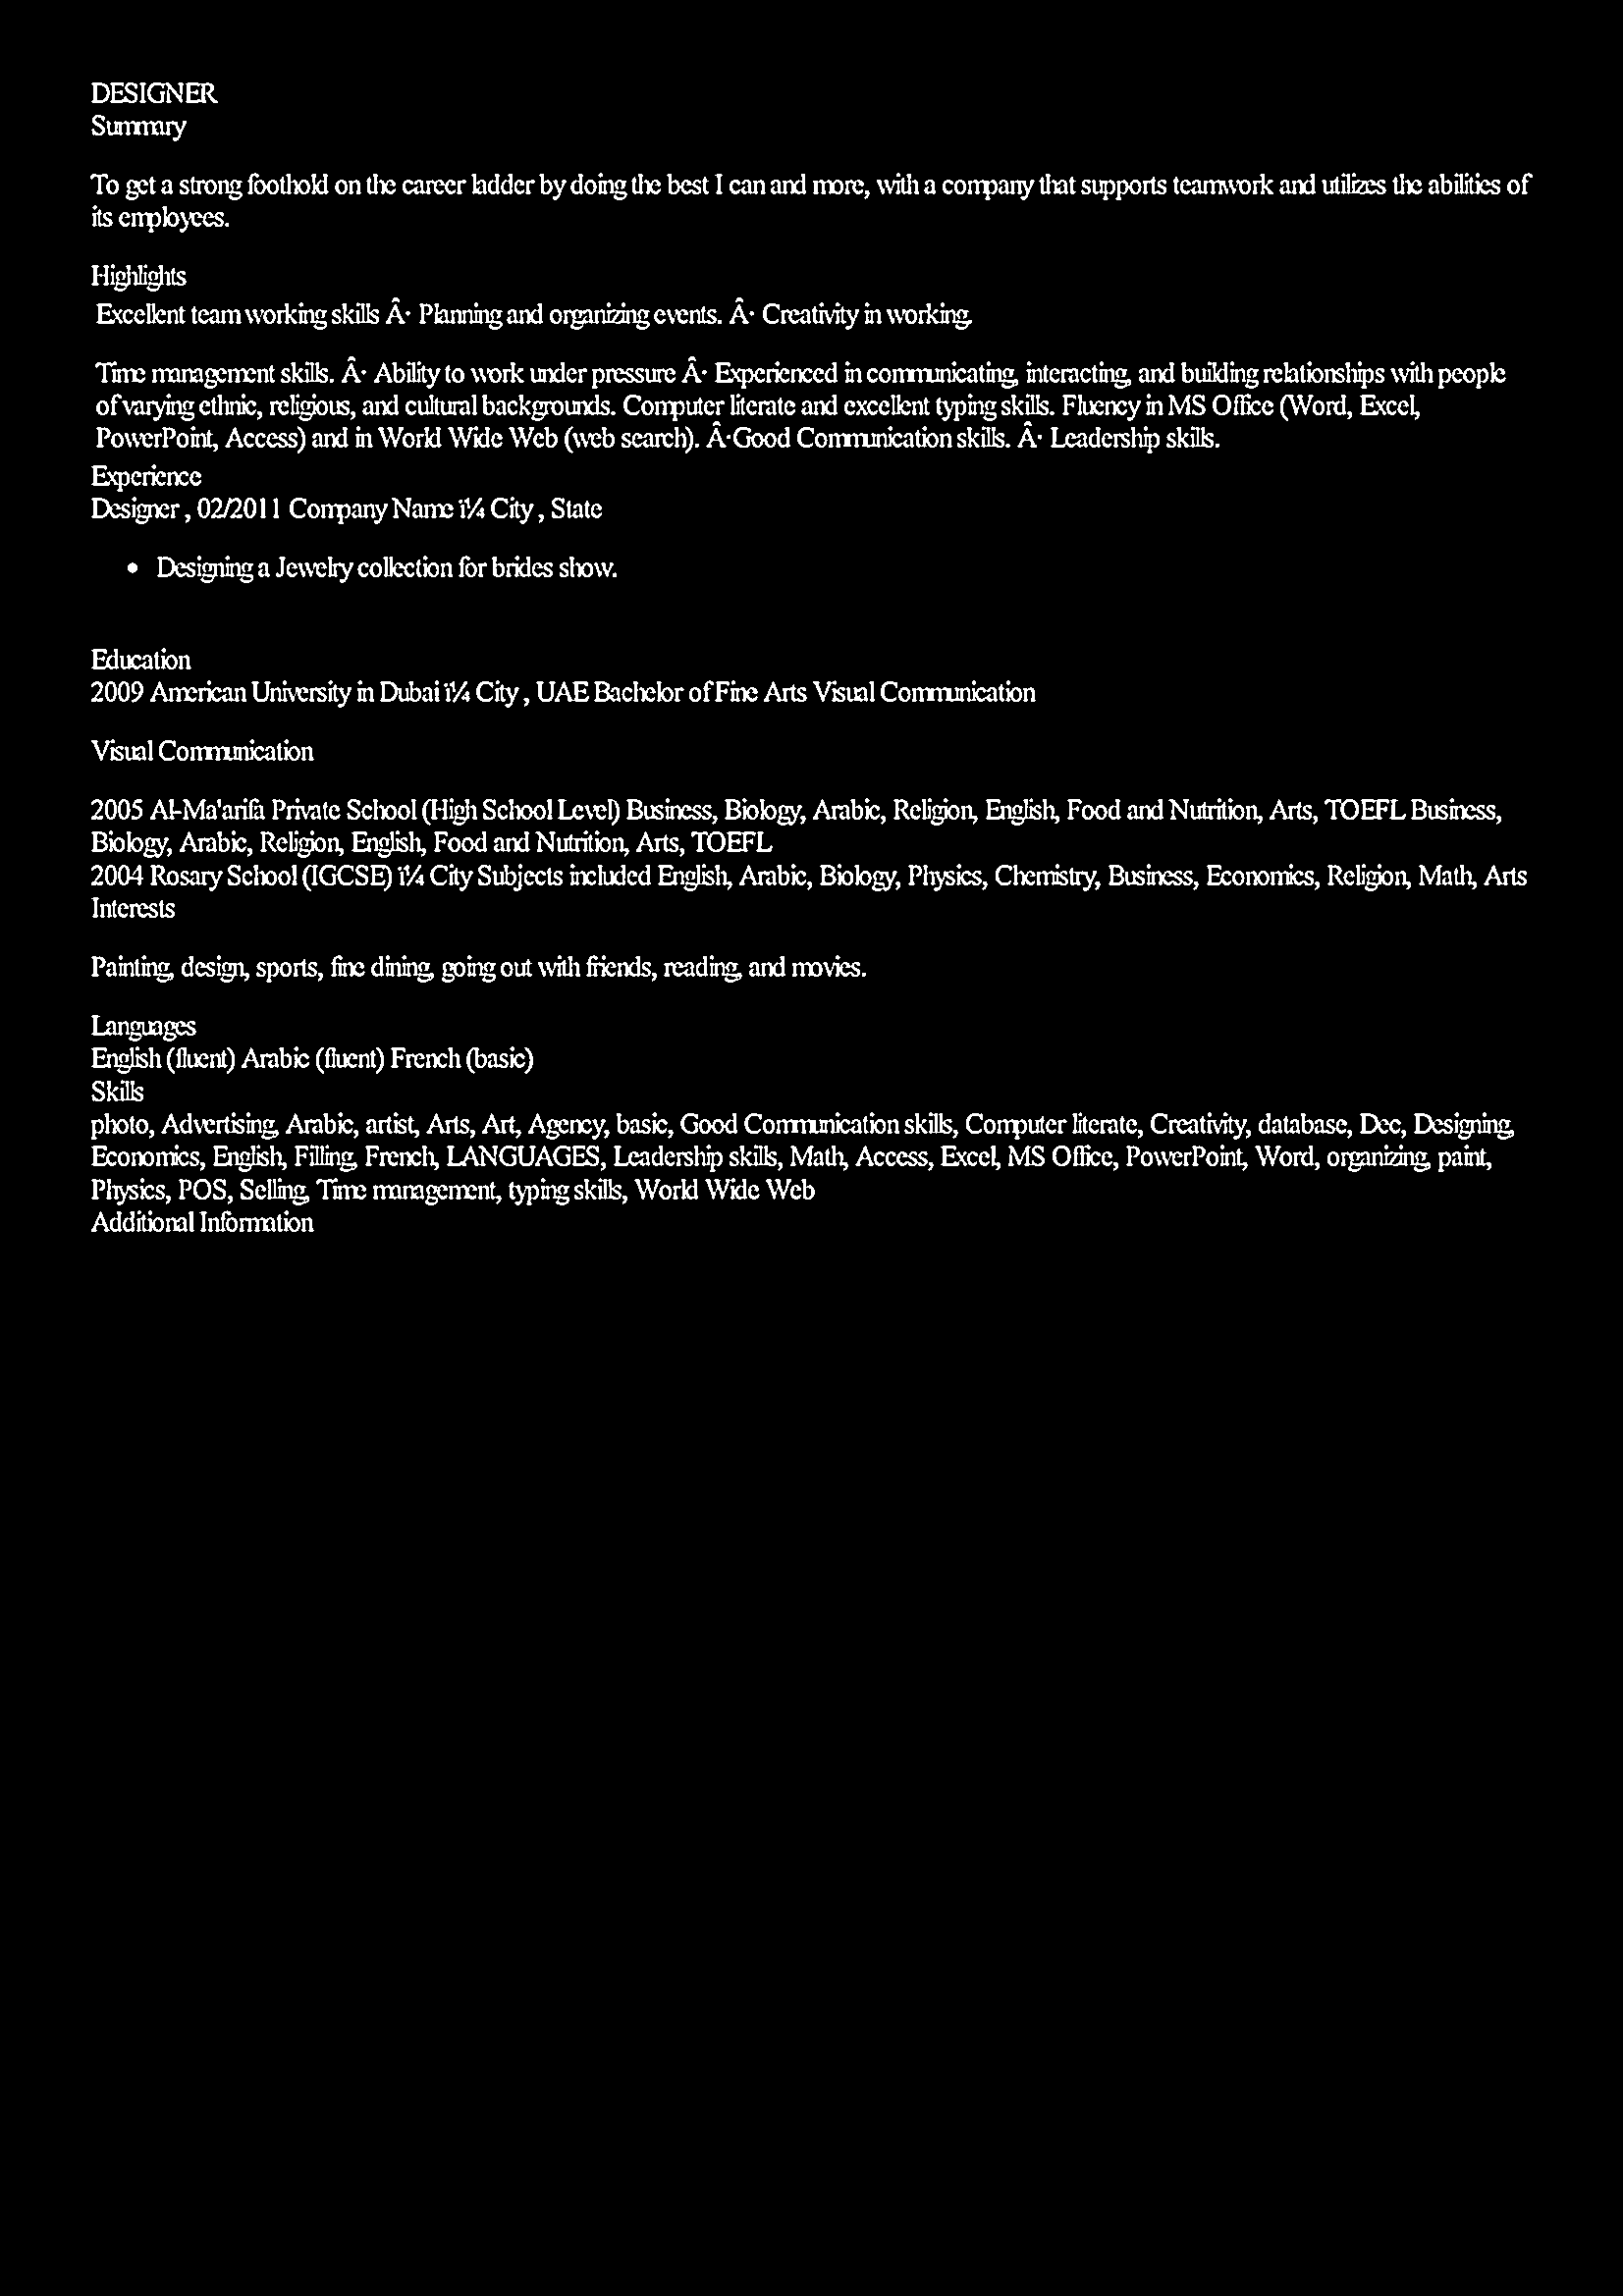 DESIGNER
Summary
To get a strong foothold on the career ladder by doing the best I can and more, with a company that supports teamwork and utilizes the abilities of
its employees.
Highlights
Excellent team working skills Â· Planning and organizing events. Â· Creativity in working.
Time management skills. Â· Ability to work under pressure Â· Experienced in communicating, interacting, and building relationships with people
of varying ethnic, religious, and cultural backgrounds. Computer literate and excellent typing skills. Fluency in MS Office (Word, Excel,
PowerPoint, Access) and in World Wide Web (web search). Â·Good Communication skills. Â· Leadership skills.
Experience
Designer , 02/2011 Company Name ï¼ City , State
• Designing a Jewelry collection for brides show.
Education
2009 American University in Dubai ï¼ City , UAE Bachelor of Fine Arts Visual Communication
Visual Communication
2005 Al-Ma'arifa Private School (High School Level) Business, Biology, Arabic, Religion, English, Food and Nutrition, Arts, TOEFL Business,
Biology, Arabic, Religion, English, Food and Nutrition, Arts, TOEFL
2004 Rosary School (IGCSE) ï¼ City Subjects included English, Arabic, Biology, Physics, Chemistry, Business, Economics, Religion, Math, Arts
Interests
Painting, design, sports, fine dining, going out with friends, reading, and movies.
Languages
English (fluent) Arabic (fluent) French (basic)
Skills
photo, Advertising, Arabic, artist, Arts, Art, Agency, basic, Good Communication skills, Computer literate, Creativity, database, Dec, Designing,
Economics, English, Filling, French, LANGUAGES, Leadership skills, Math, Access, Excel, MS Office, PowerPoint, Word, organizing, paint,
Physics, POS, Selling, Time management, typing skills, World Wide Web
Additional Information